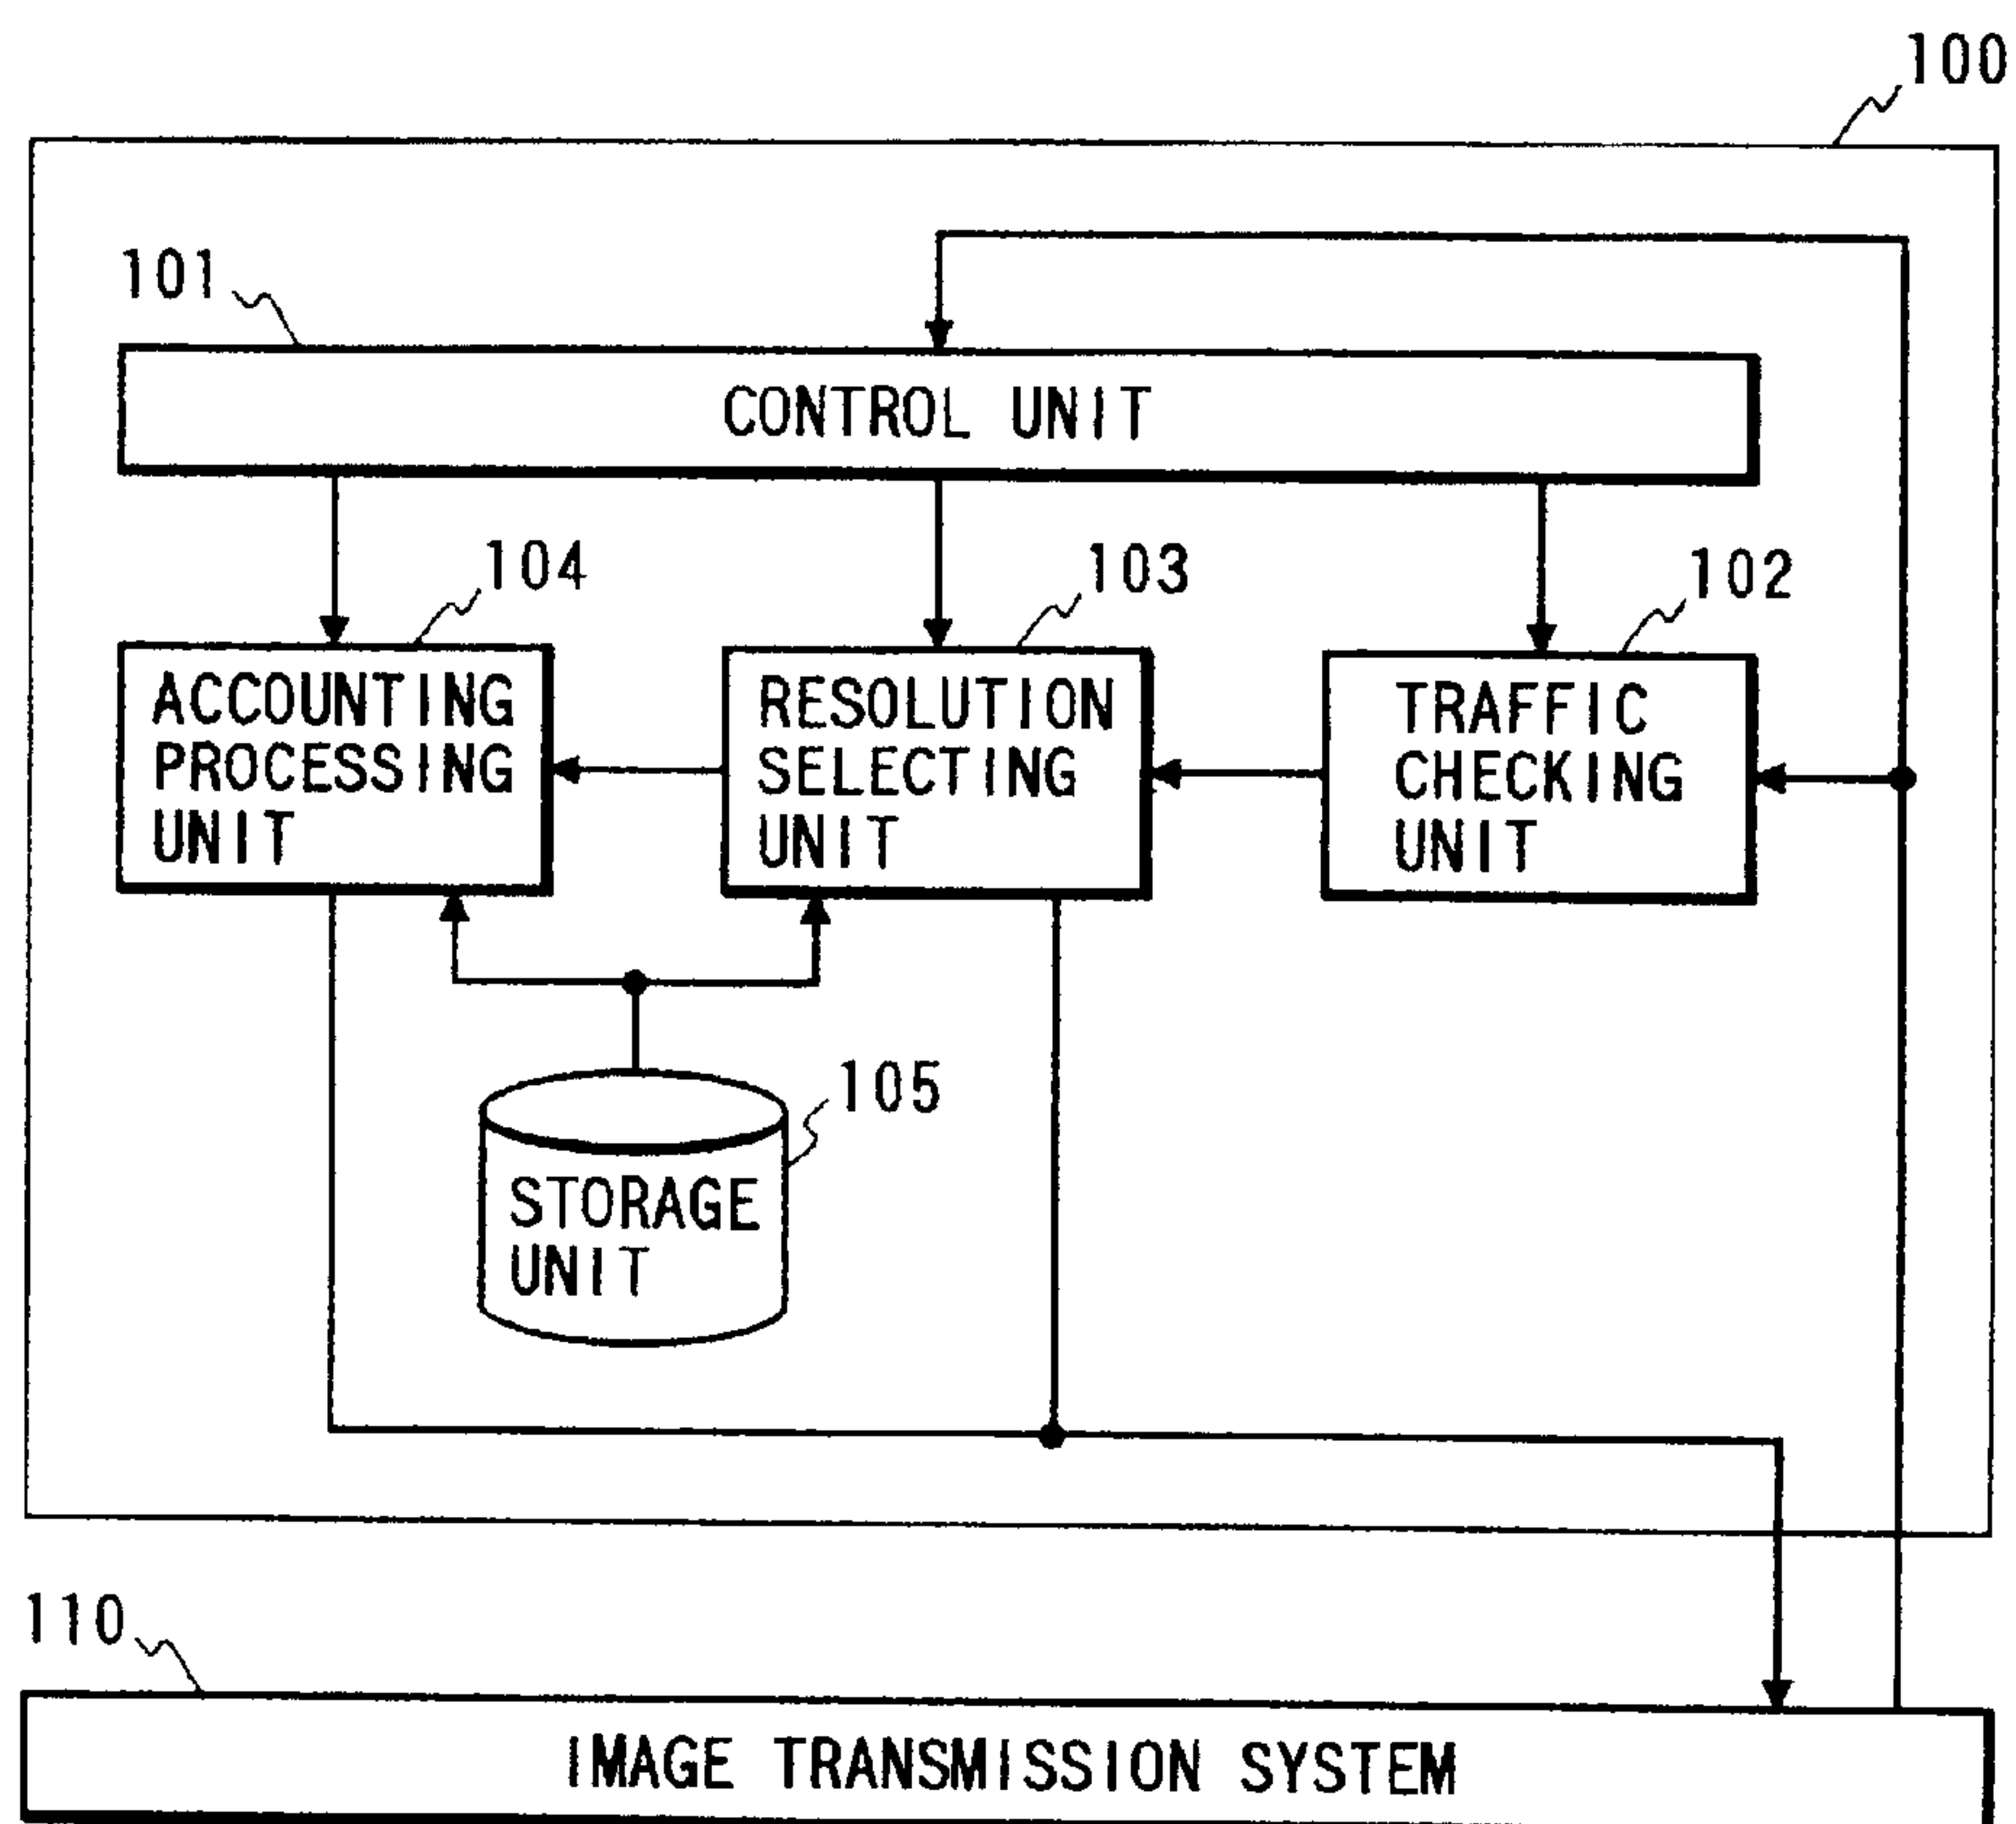 100
101
CONTROL UNIT
104
103
102
ACCOUNTING
PROCESSING
UNIT
RESOLUTION
SELECTING
UNIT
TRAFFIC
CHECKING
UNIT
105
STORAGE
UNIT
110
IMAGE TRANSMISSION SYSTEM